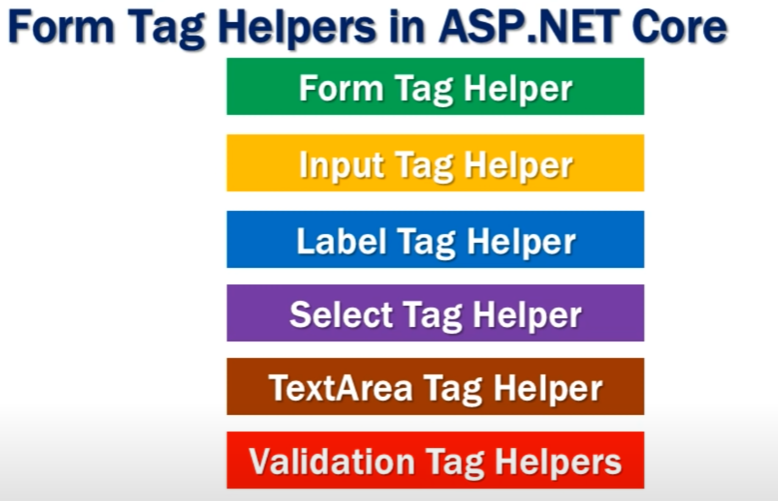 Form Tag Helpers in ASP.NET Core
Form Tag Helper
Input Tag Helper
Label Tag Helper
Select Tag Helper
TextArea Tag Helper
Validation Tag Helpers